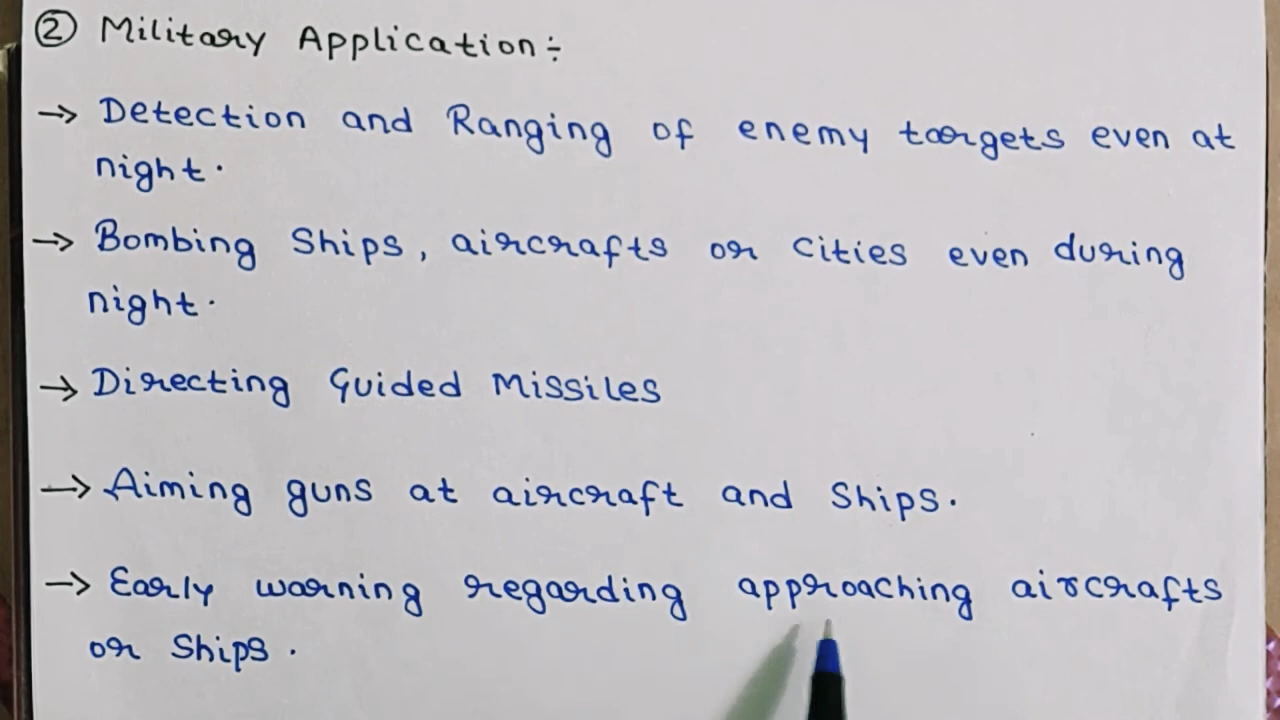 ② Military Application:-
→ Detection and Ranging of enemy targets even at
night.
→ Bombing Ships, aircrafts or Cities even during
night.
→ Directing Guided Missiles
→ Aiming guns at aircraft and Ships.
→ Early warning regarding approaching aircrafts
or Ships.